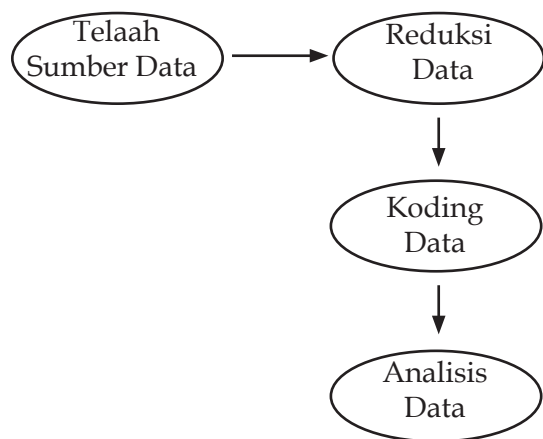 Telaah
Sumber Data
Reduksi
Data
Koding
Data
Analisis
Data